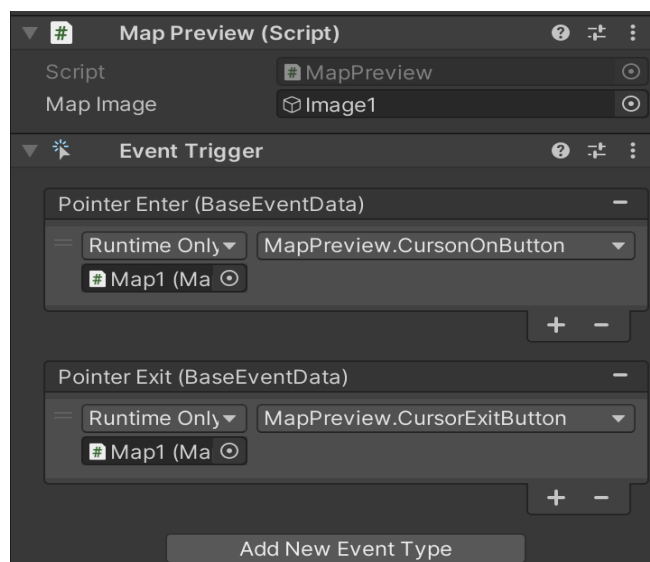 # Map Preview (Script)
Script # MapPreview
Map Image Image1
Event Trigger
Pointer Enter (BaseEventData)
Runtime Only MapPreview.CursonOnButton
# Map1 (Ma
Pointer Exit (BaseEventData)
Runtime Only MapPreview.CursorExitButton
# Map1 (Ma
Add New Event Type